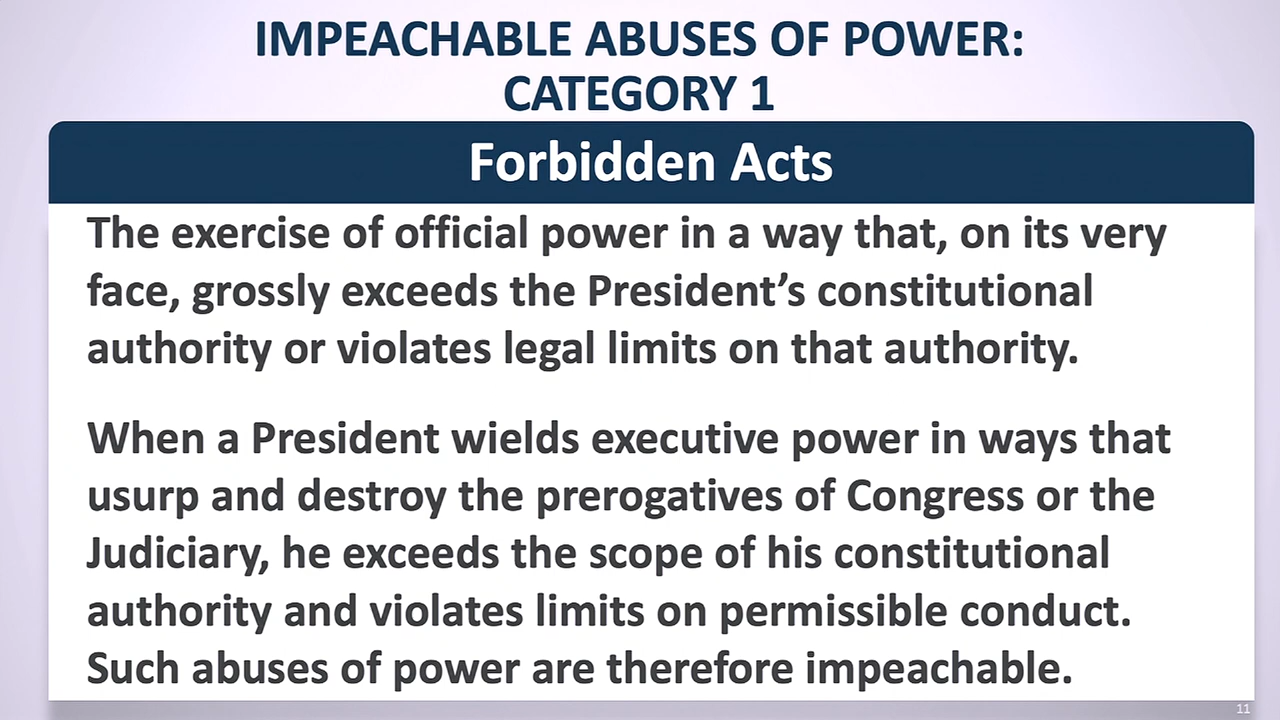 IMPEACHABLE ABUSES OF POWER:
CATEGORY 1
Forbidden Acts
The exercise of official power in a way that, on its very
face, grossly exceeds the President’s constitutional
authority or violates legal limits on that authority.
When a President wields executive power in ways that
usurp and destroy the prerogatives of Congress or the
Judiciary, he exceeds the scope of his constitutional
authority and violates limits on permissible conduct.
Such abuses of power are therefore impeachable.
11